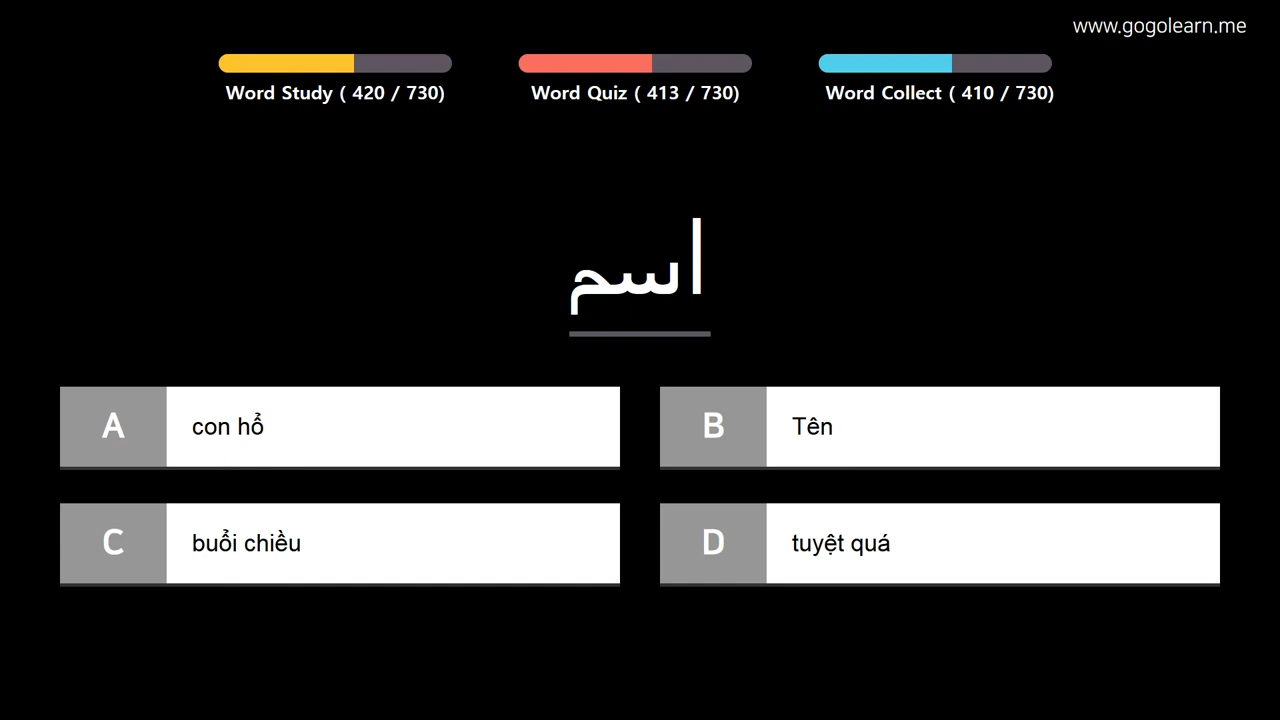 www.gogolearn.me
Word Study ( 420 / 730)
Word Quiz ( 413 / 730)
Word Collect ( 410 / 730)
اسم
A con hổ
B Tên
C buổi chiều
D tuyệt quá